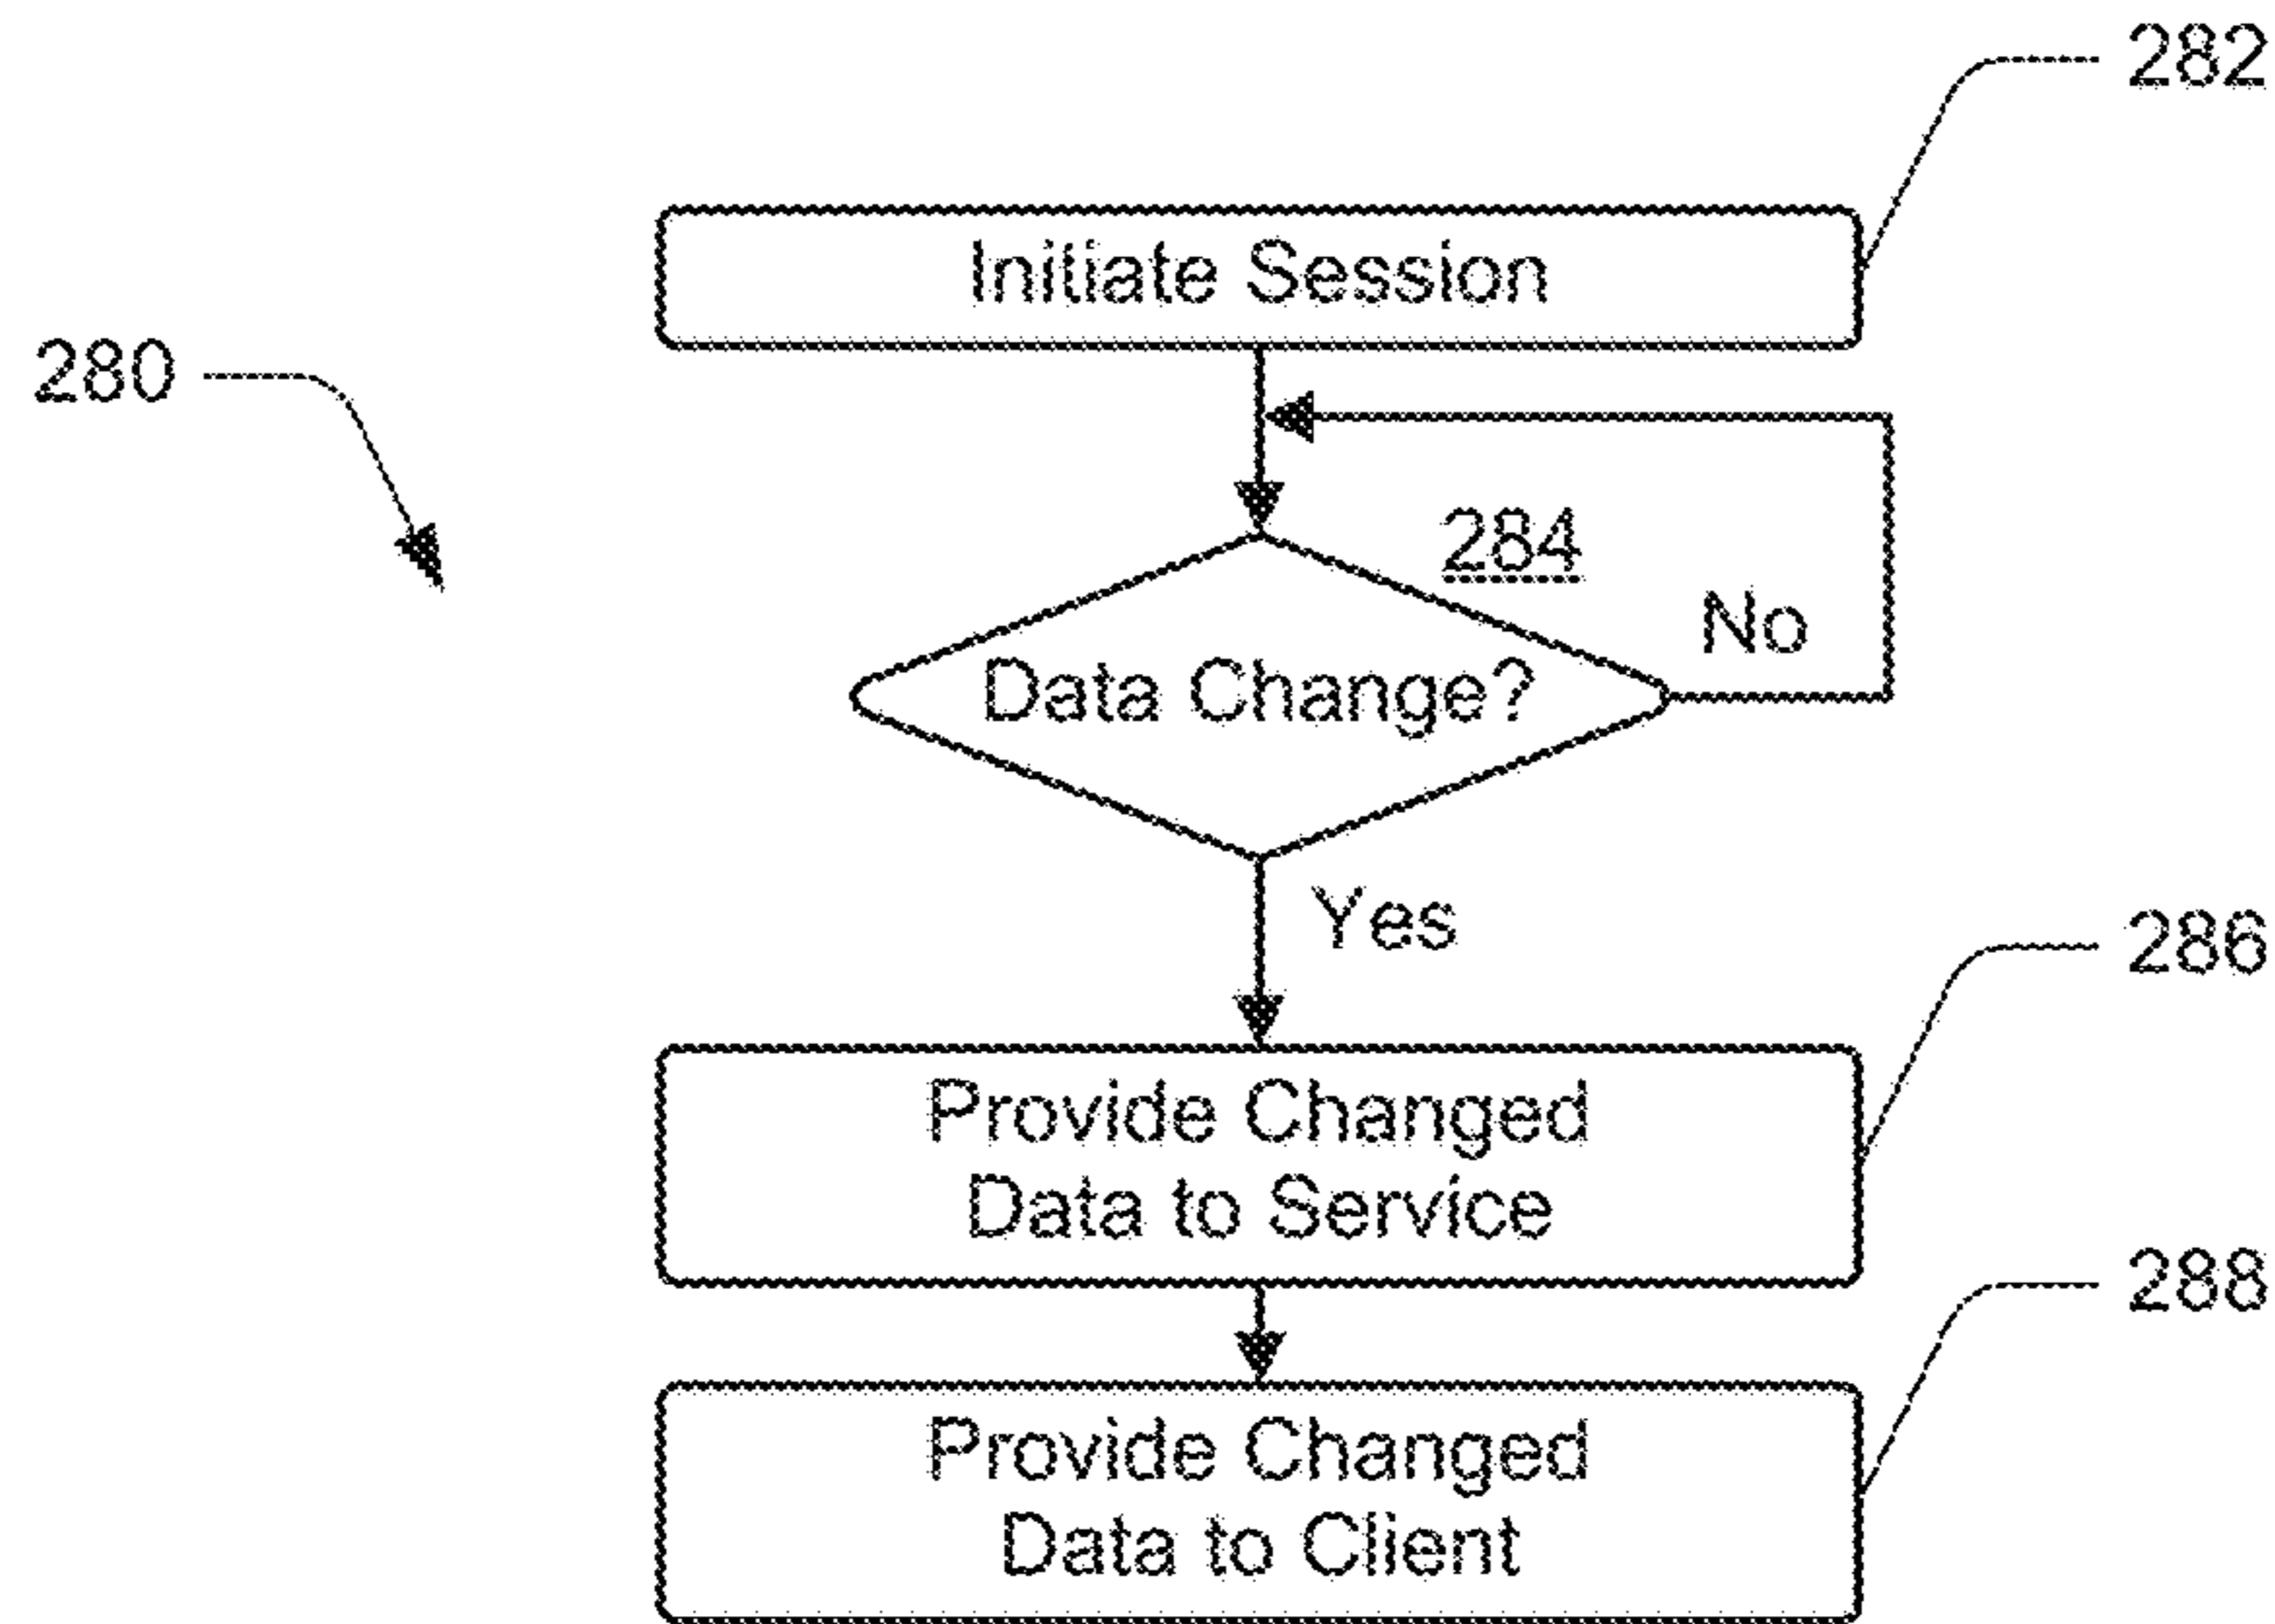 282
Initiate Session
280
284
No
Data Change?
Yes
286
Provide Changed
Data to Service
288
Provide Changed
Data to Client